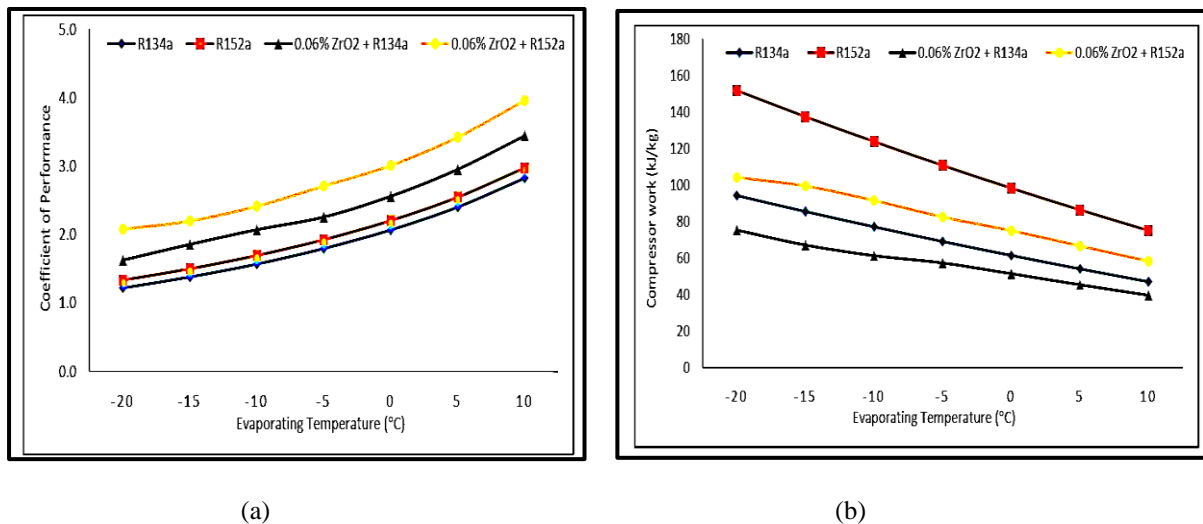 5.0
R134a R152a 0.06% ZrO2 + R134a 0.06% ZrO2 + R152a
4.0
3.0
2.0
1.0
0.0
Coefficient of Performance
-20 -15 -10 -5 0 5 10
Evaporating Temperature (°C)
(a)
180
R134a R152a 0.06% ZrO2 + R134a 0.06% ZrO2 + R152a
160
140
120
100
80
60
40
20
0
Compressor work (kJ/kg)
-20 -15 -10 -5 0 5 10
Evaporating Temperature (°C)
(b)